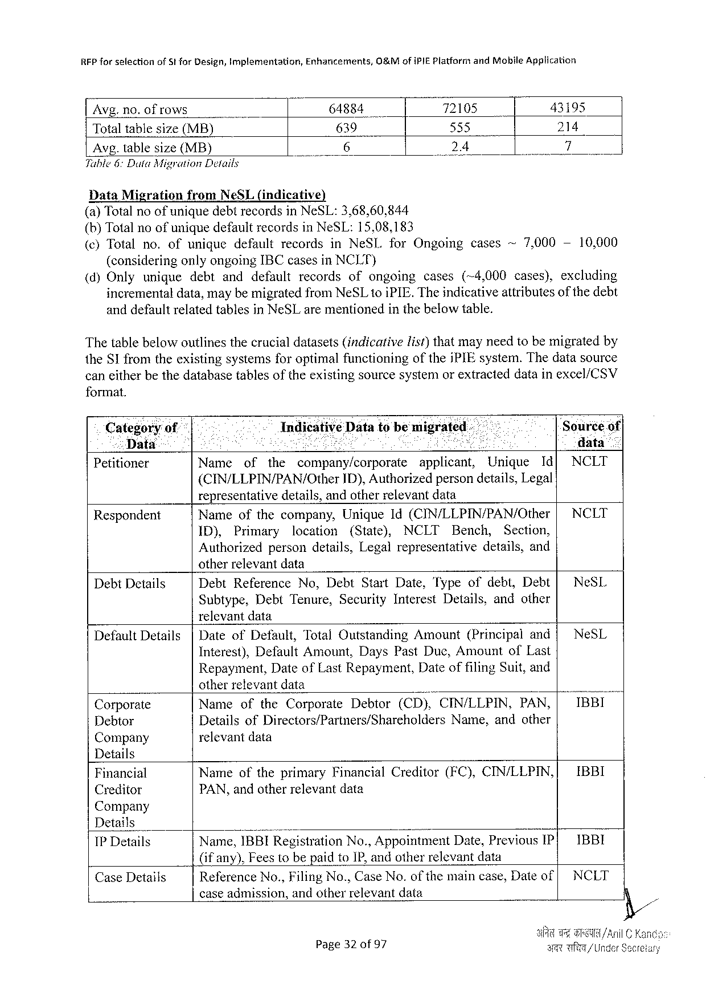 RFP for selection of SI for Design, Implementation, Enhancements, O&M of iPIE Platform and Mobile Application
Avg. no. of rows 64884 72105 43195
Total table size (MB) 639 555 214
Avg. table size (MB) 6 2.4 7
Table 6: Data Migration Details
Data Migration from NeSL (indicative)
(a) Total no of unique debt records in NeSL: 3,68,60,844
(b) Total no of unique default records in NeSL: 15,08,183
(c) Total no. of unique default records in NeSL for Ongoing cases ~ 7,000 – 10,000
(considering only ongoing IBC cases in NCLT)
(d) Only unique debt and default records of ongoing cases (~4,000 cases), excluding
incremental data, may be migrated from NeSL to iPIE. The indicative attributes of the debt
and default related tables in NeSL are mentioned in the below table.
The table below outlines the crucial datasets (indicative list) that may need to be migrated by
the SI from the existing systems for optimal functioning of the iPIE system. The data source
can either be the database tables of the existing source system or extracted data in excel/CSV
format.
Category of Indicative Data to be migrated Source of
Data data
Petitioner Name of the company/corporate applicant, Unique Id NCLT
(CIN/LLPIN/PAN/Other ID), Authorized person details, Legal
representative details, and other relevant data
Respondent Name of the company, Unique Id (CIN/LLPIN/PAN/Other NCLT
ID), Primary location (State), NCLT Bench, Section,
Authorized person details, Legal representative details, and
other relevant data
Debt Details Debt Reference No, Debt Start Date, Type of debt, Debt NeSL
Subtype, Debt Tenure, Security Interest Details, and other
relevant data
Default Details Date of Default, Total Outstanding Amount (Principal and NeSL
Interest), Default Amount, Days Past Due, Amount of Last
Repayment, Date of Last Repayment, Date of filing Suit, and
other relevant data
Corporate Name of the Corporate Debtor (CD), CIN/LLPIN, PAN, IBBI
Debtor Details of Directors/Partners/Shareholders Name, and other
Company relevant data
Details
Financial Name of the primary Financial Creditor (FC), CIN/LLPIN, IBBI
Creditor PAN, and other relevant data
Company
Details
IP Details Name, IBBI Registration No., Appointment Date, Previous IP IBBI
(if any), Fees to be paid to IP, and other relevant data
Case Details Reference No., Filing No., Case No. of the main case, Date of NCLT
case admission, and other relevant data
अनिल चन्द्र काण्डपाल/Anil C
Page 32 of 97
अवर सचिव/Under Secretary